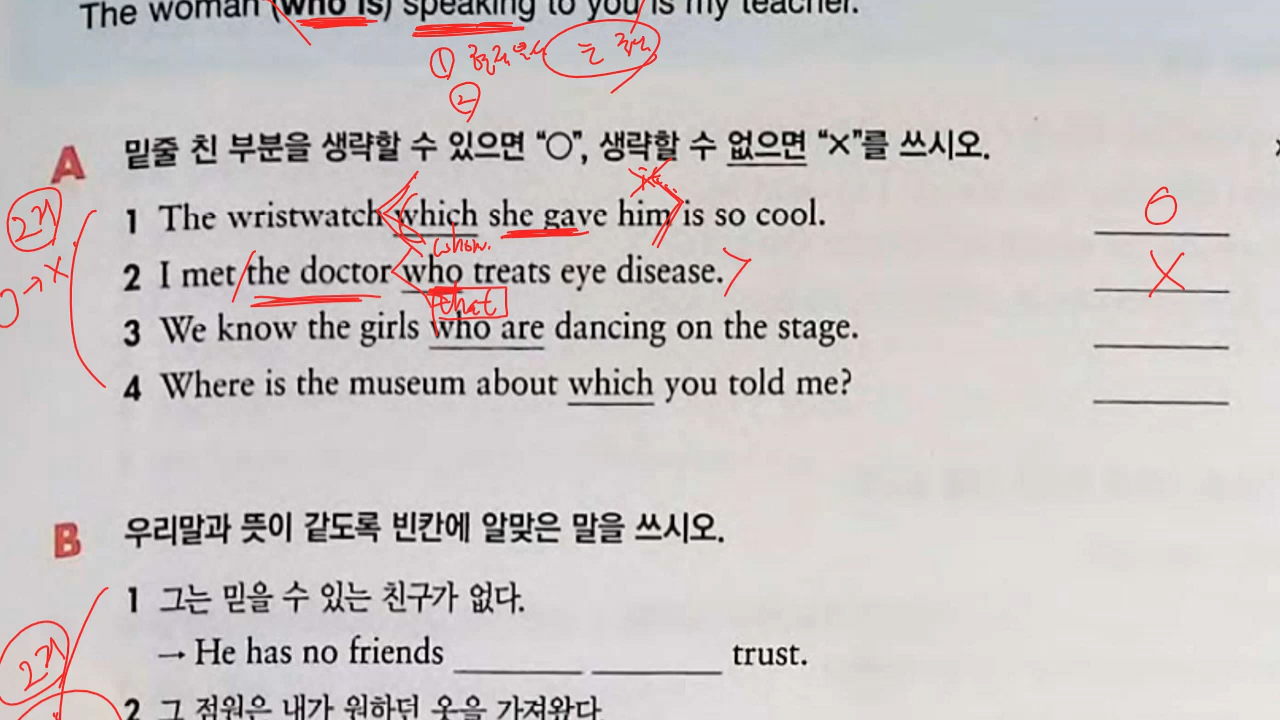 The woman (who is) speaking to you is my teacher.
①
②
A 밑줄 친 부분을 생략할 수 있으면 “O”, 생략할 수 없으면 “X”를 쓰시오.
1 The wristwatch which she gave him is so cool. O
whom.
2 I met the doctor who treats eye disease. X
that
3 We know the girls who are dancing on the stage.
4 Where is the museum about which you told me?
O→X
B 우리말과 뜻이 같도록 빈칸에 알맞은 말을 쓰시오.
1 그는 믿을 수 있는 친구가 없다.
→ He has no friends ________ ________ trust.
2 그 점원은 내가 원하던 옷을 가져왔다.